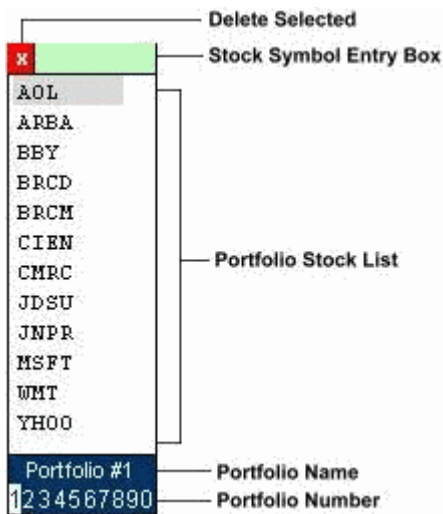 Delete Selected
x Stock Symbol Entry Box
AOL
ARBA
BBY
BRCD
BRCM
CIEN
Portfolio Stock List
CMRC
JDSU
JNPR
MSFT
WMT
YHOO
Portfolio #1 Portfolio Name
1234567890 Portfolio Number